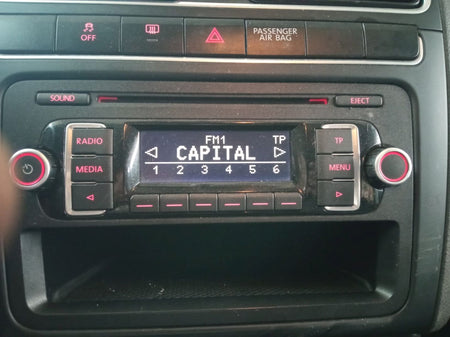 OFF
PASSENGER
AIR BAG
SOUND
EJECT
RADIO
FM1
TP
TP
MEDIA
CAPITAL
MENU
1 2 3 4 5 6